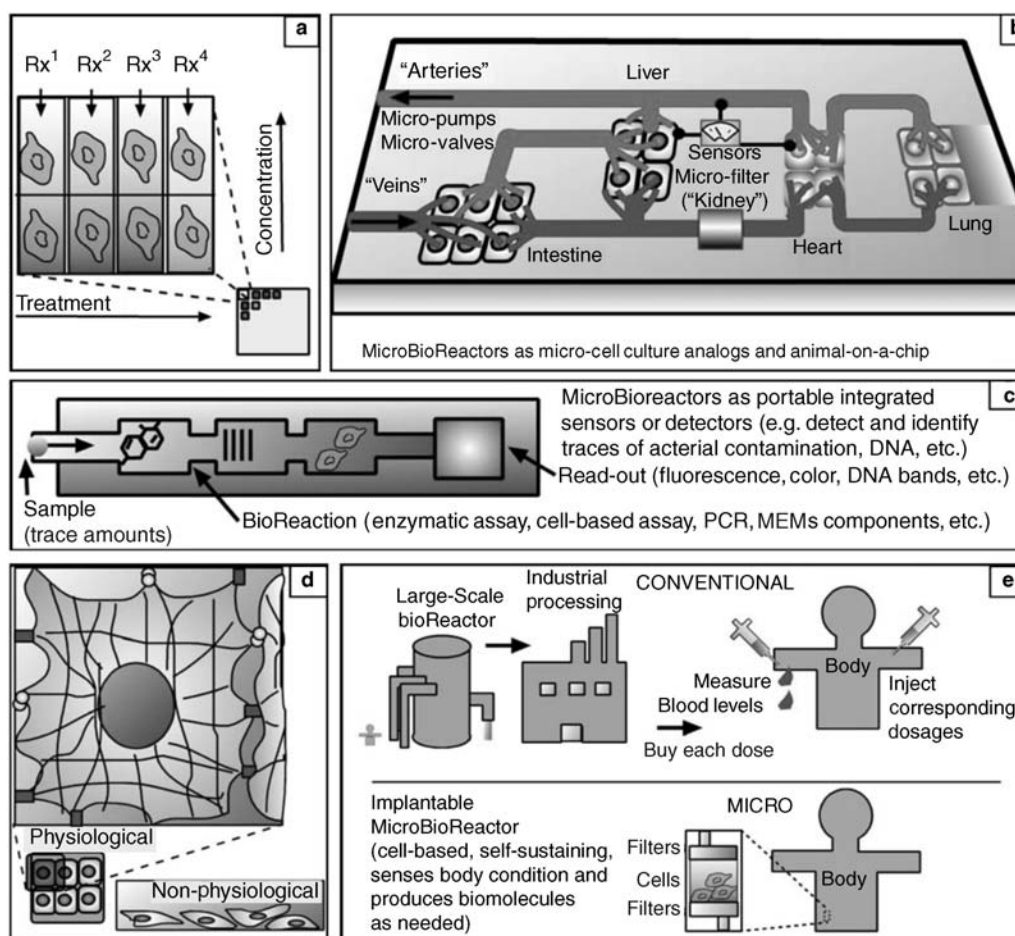 a
Rx1 Rx2 Rx3 Rx4
Concentration
Treatment
b
"Arteries"
Liver
Micro-pumps
Micro-valves
Sensors
Micro-filter
("Kidney")
"Veins"
Intestine
Heart
Lung
MicroBioReactors as micro-cell culture analogs and animal-on-a-chip
c
MicroBioreactors as portable integrated
sensors or detectors (e.g. detect and identify
traces of acterial contamination, DNA, etc.)
Read-out (fluorescence, color, DNA bands, etc.)
Sample
(trace amounts)
BioReaction (enzymatic assay, cell-based assay, PCR, MEMs components, etc.)
d
Physiological
Non-physiological
e
CONVENTIONAL
Large-Scale
bioReactor
Industrial
processing
Body
Measure
Blood levels
Buy each dose
Inject
corresponding
dosages
MICRO
Implantable
MicroBioReactor
(cell-based, self-sustaining,
senses body condition and
produces biomolecules
as needed)
Filters
Cells
Filters
Body